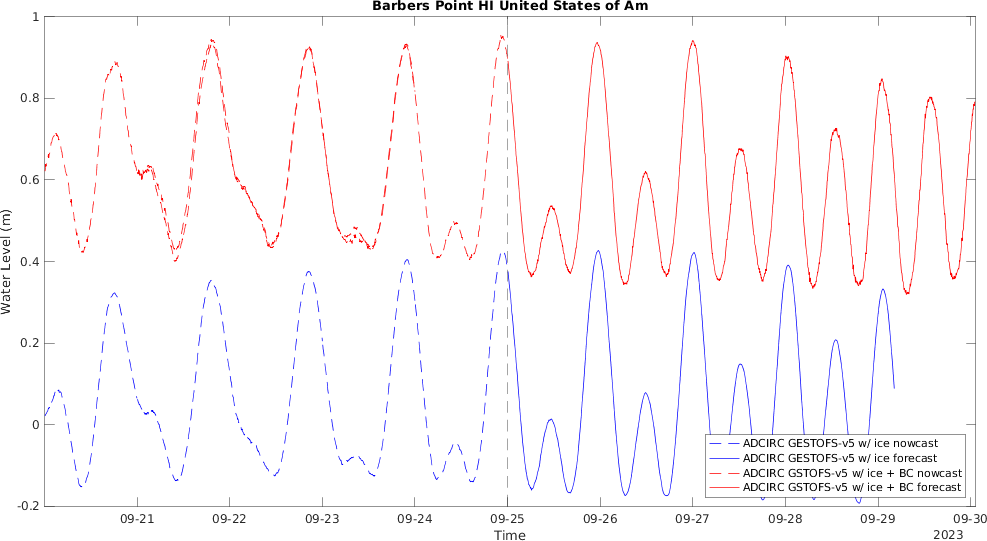 Barbers Point HI United States of Am
Water Level (m)
1
0.8
0.6
0.4
0.2
0
-0.2
ADCIRC GESTOFS-v5 w/ ice nowcast
ADCIRC GESTOFS-v5 w/ ice forecast
ADCIRC GSTOFS-v5 w/ ice + BC nowcast
ADCIRC GSTOFS-v5 w/ ice + BC forecast
09-21 09-22 09-23 09-24 09-25 09-26 09-27 09-28 09-29 09-30
Time 2023